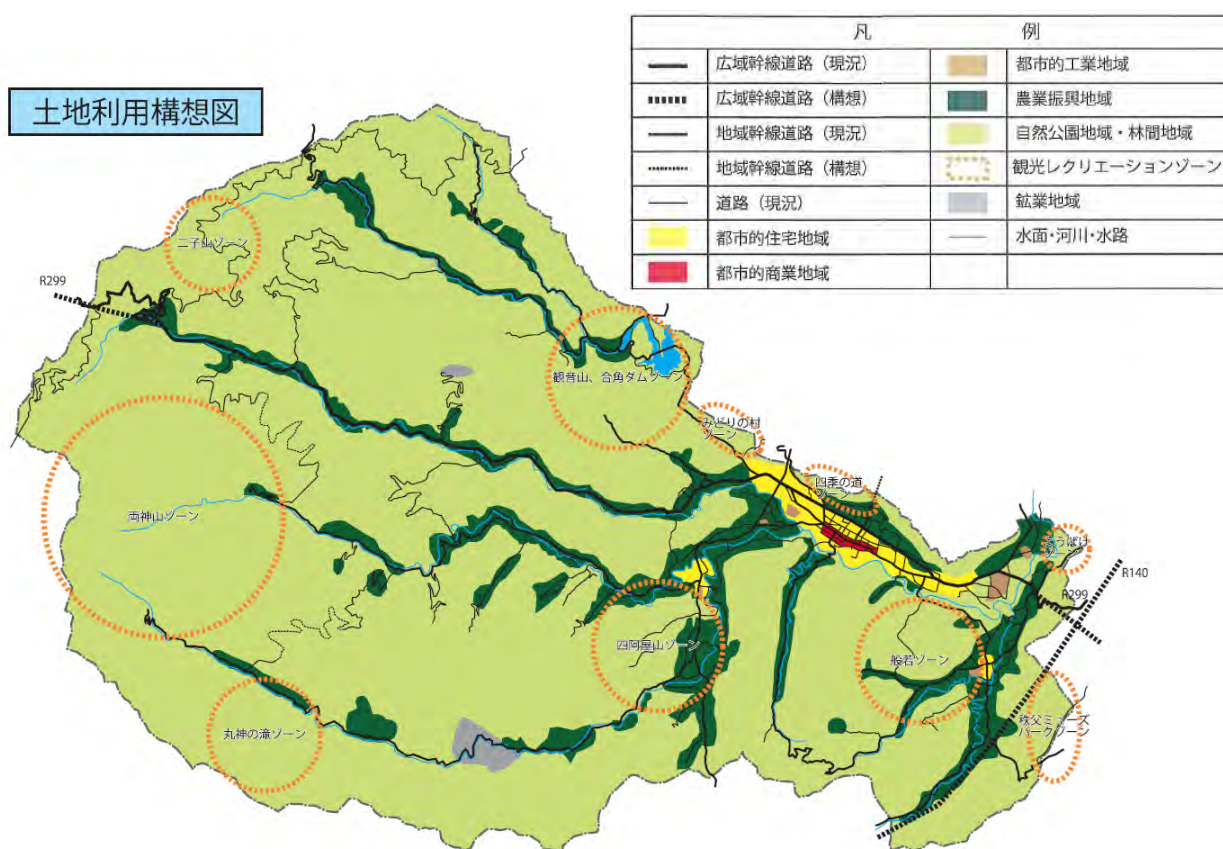 土地利用構想図
凡 例
広域幹線道路（現況）
都市的工業地域
広域幹線道路（構想）
農業振興地域
地域幹線道路（現況）
自然公園地域・林間地域
地域幹線道路（構想）
観光レクリエーションゾーン
道路（現況）
鉱業地域
都市的住宅地域
水面・河川・水路
都市的商業地域
二子山ゾーン
R299
観音山、合角ダムゾーン
みどりの村
ゾーン
四季の道
ゾーン
両神山ゾーン
ようばけ
R140
R299
四阿屋山ゾーン
般若ゾーン
丸神の滝ゾーン
秩父ミューズ
パークゾーン